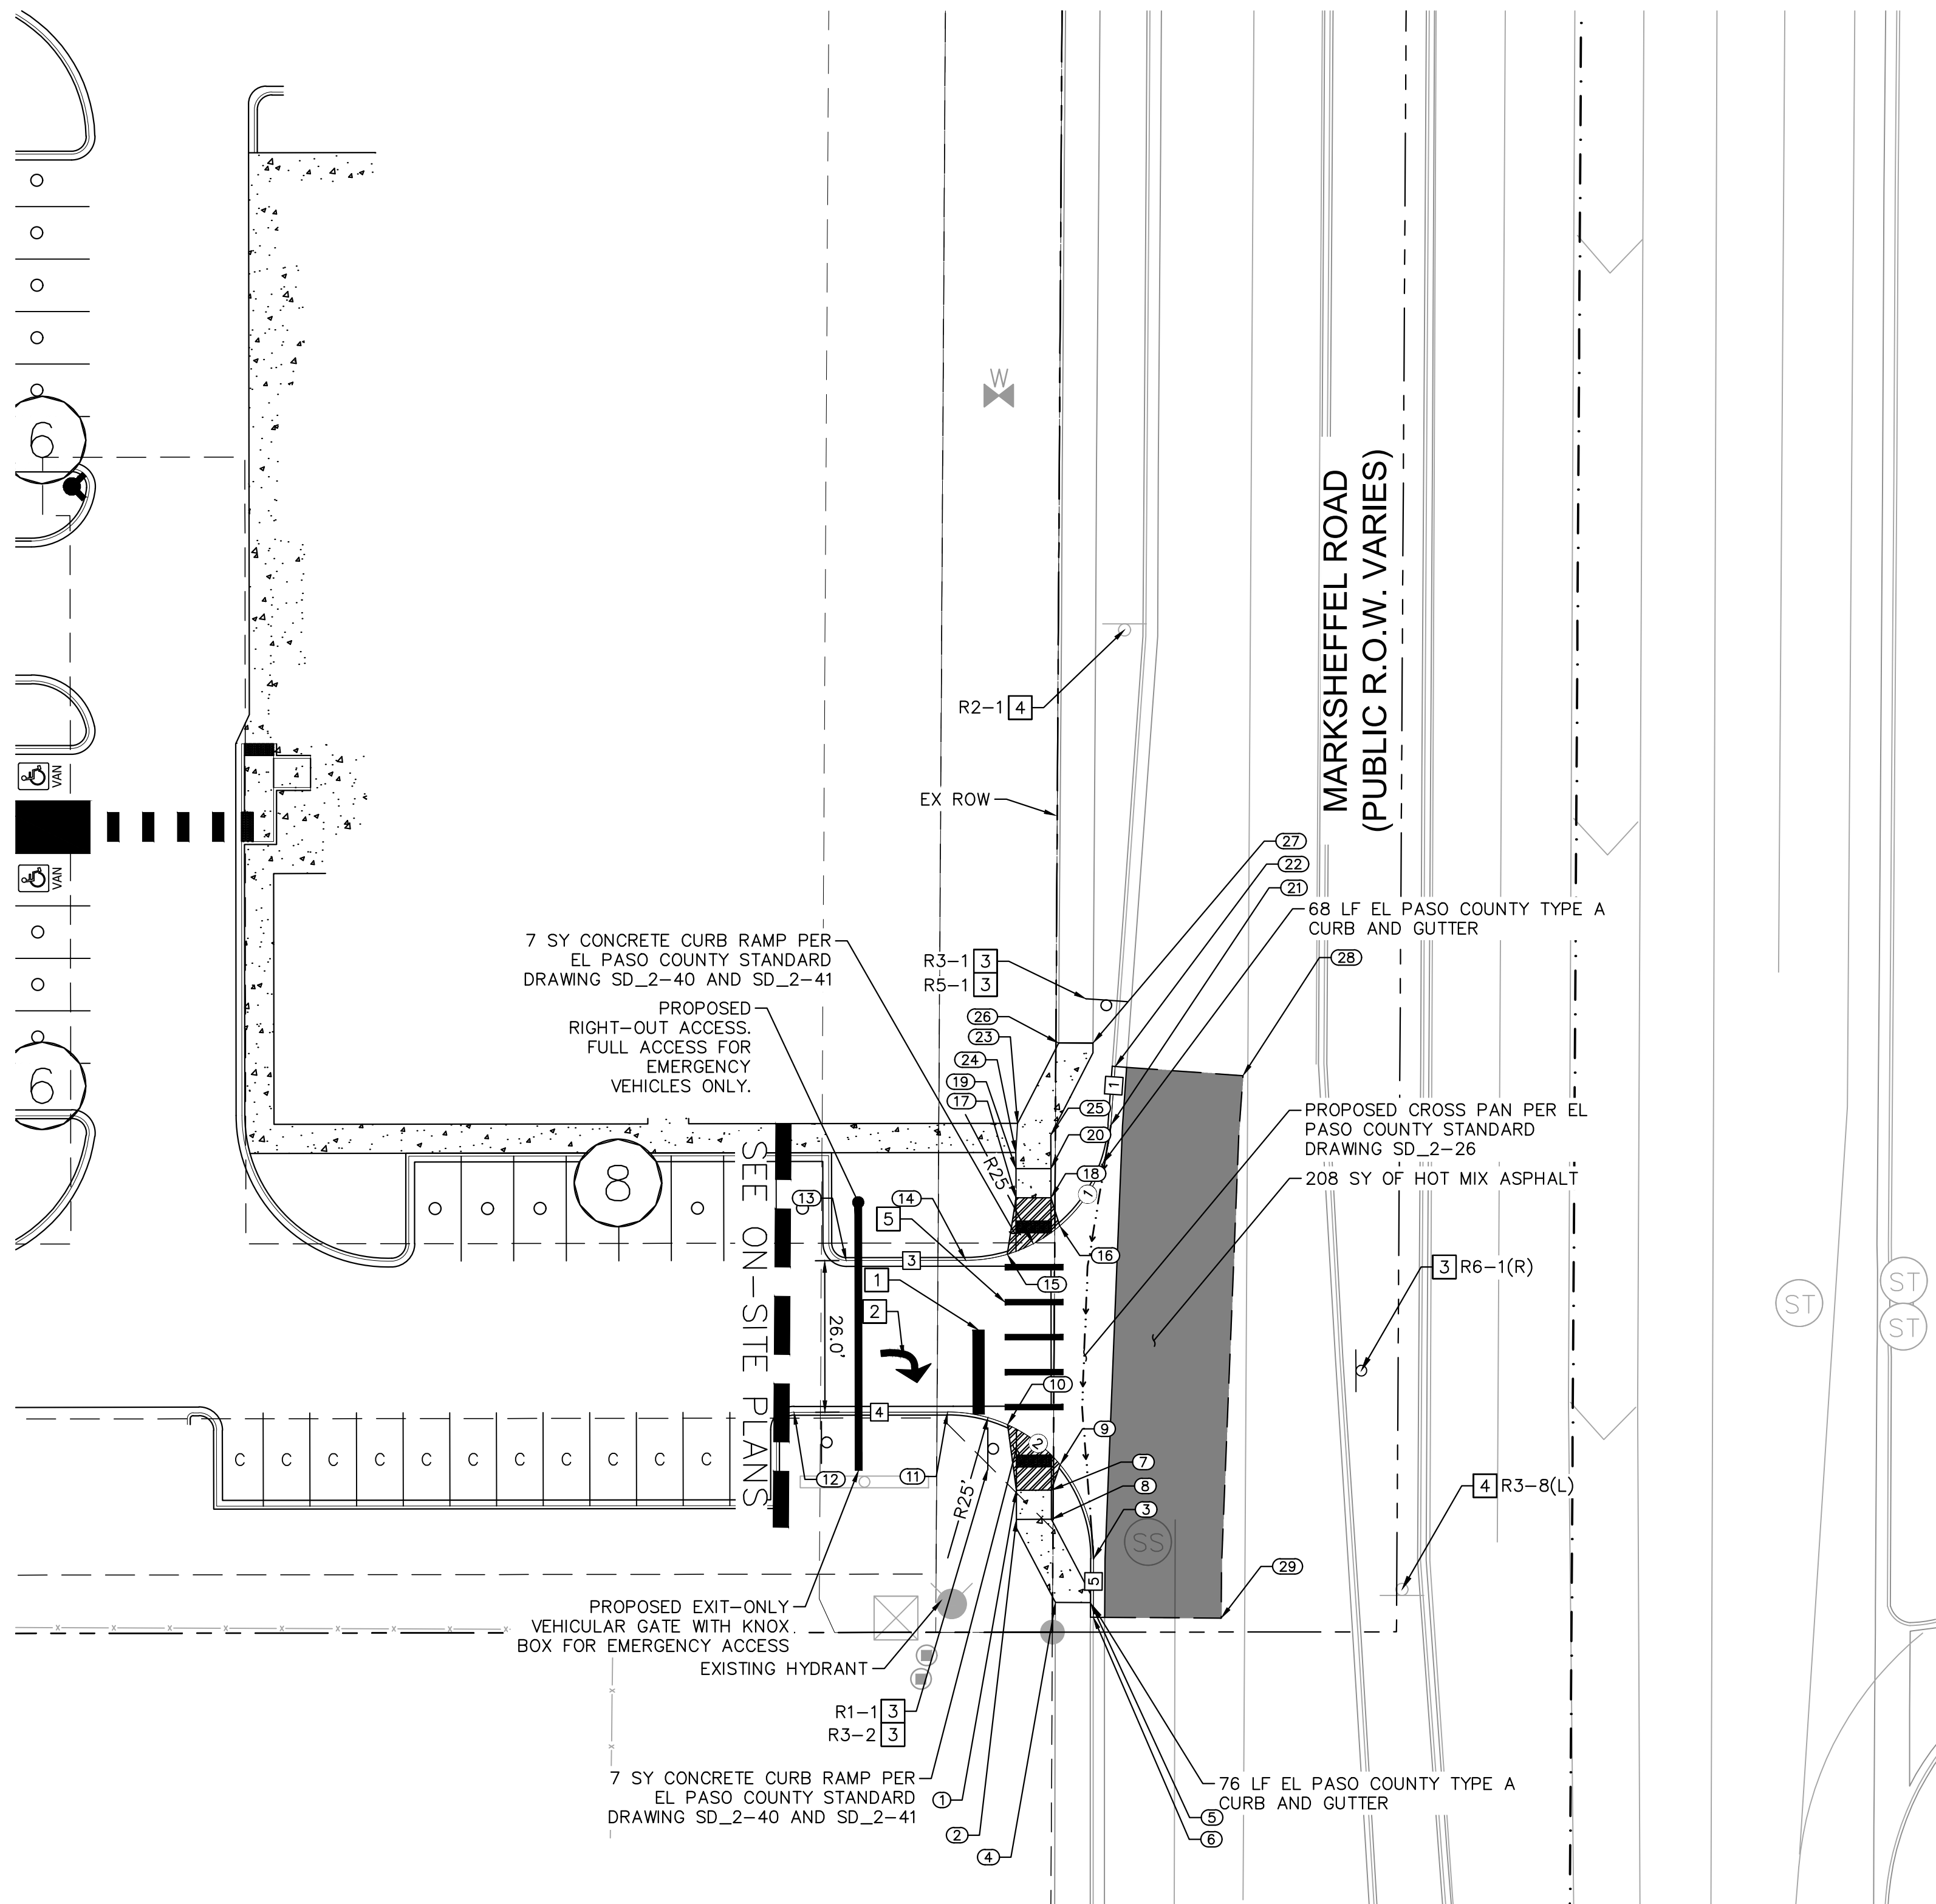 W
MARKSHEFFEL ROAD
(PUBLIC R.O.W. VARIES)
6
R2-1 4
VAN
EX ROW
VAN
27
22
21
68 LF EL PASO COUNTY TYPE A
CURB AND GUTTER
7 SY CONCRETE CURB RAMP PER
EL PASO COUNTY STANDARD
DRAWING SD_2-40 AND SD_2-41
R3-1 3
R5-1 3
28
PROPOSED
RIGHT-OUT ACCESS.
FULL ACCESS FOR
EMERGENCY
VEHICLES ONLY.
26
23
24
19
17
6
1
25
20
PROPOSED CROSS PAN PER EL
PASO COUNTY STANDARD
DRAWING SD_2-26
208 SY OF HOT MIX ASPHALT
SEE ON-SITE PLANS
8
R25'
18
1
13
14
5
16
3
15
3 R6-1(R)
ST
ST
ST
1
2
26.0'
10
4
9
2
C C C C C C C C C C C
12
11
7
8
3
4 R3-8(L)
R25'
SS
29
5
PROPOSED EXIT-ONLY
VEHICULAR GATE WITH KNOX
BOX FOR EMERGENCY ACCESS
EXISTING HYDRANT
R1-1 3
R3-2 3
7 SY CONCRETE CURB RAMP PER
EL PASO COUNTY STANDARD
DRAWING SD_2-40 AND SD_2-41
1
2
4
76 LF EL PASO COUNTY TYPE A
CURB AND GUTTER
5
6